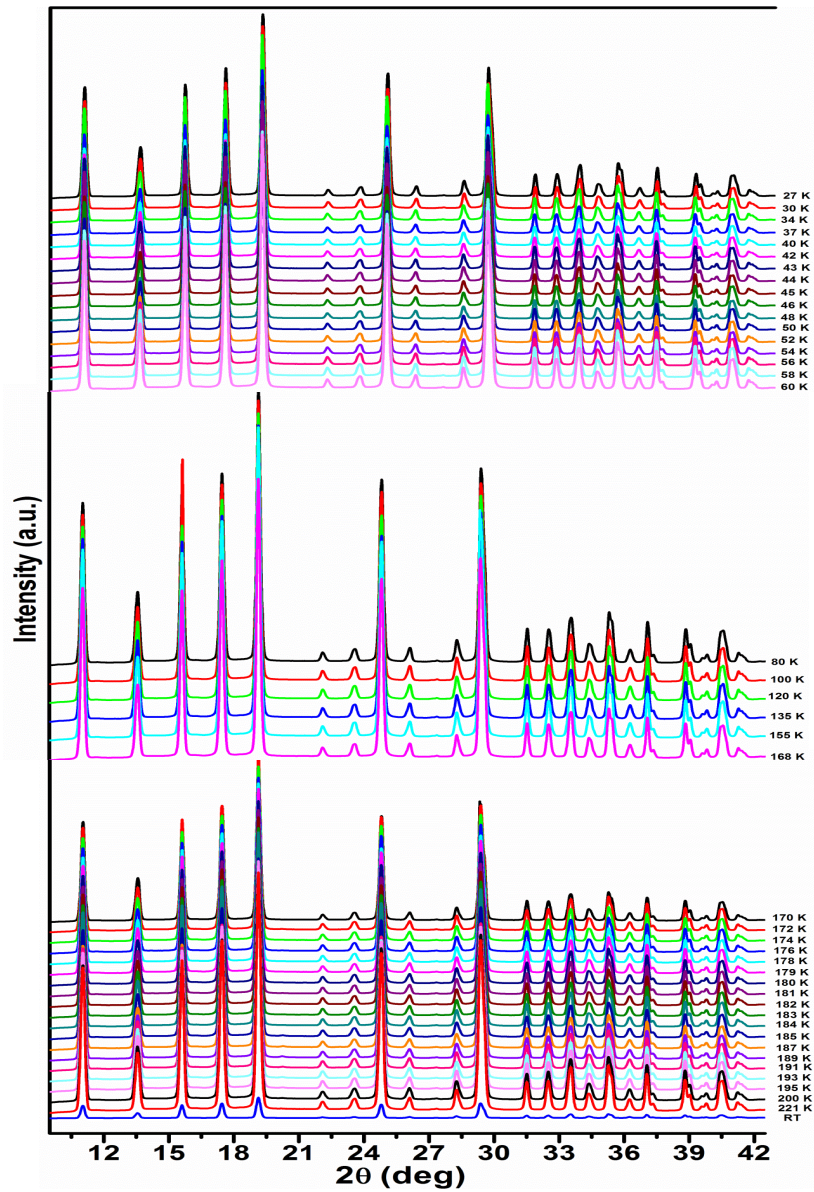 27 K
30 K
34 K
37 K
40 K
42 K
43 K
44 K
45 K
46 K
48 K
50 K
52 K
54 K
56 K
58 K
60 K
Intensity (a.u.)
80 K
100 K
120 K
135 K
155 K
168 K
170 K
172 K
174 K
176 K
178 K
179 K
180 K
181 K
182 K
183 K
184 K
185 K
187 K
189 K
191 K
193 K
195 K
200 K
221 K
RT
12 15 18 21 24 27 30 33 36 39 42
2θ (deg)